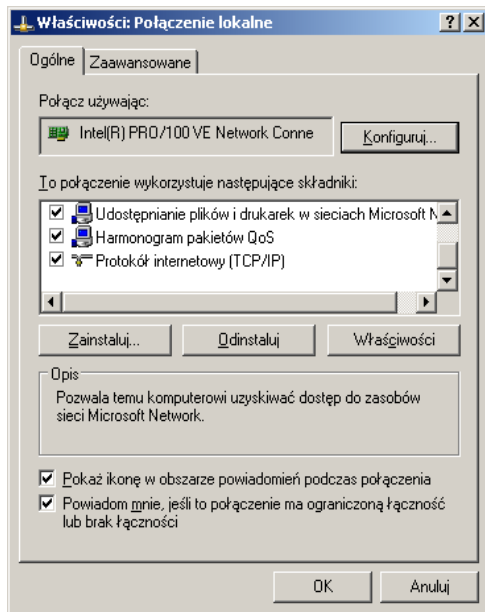 Właściwości: Połączenie lokalne
Ogólne
Zaawansowane
Połącz używając:
Intel(R) PRO/100 VE Network Conne
Konfiguruj...
To połączenie wykorzystuje następujące składniki:
Udostępnianie plików i drukarek w sieciach Microsoft N
Harmonogram pakietów QoS
Protokół internetowy (TCP/IP)
Zainstaluj...
Odinstaluj
Właściwości
Opis
Pozwala temu komputerowi uzyskiwać dostęp do zasobów
sieci Microsoft Network.
Pokaż ikonę w obszarze powiadomień podczas połączenia
Powiadom mnie, jeśli to połączenie ma ograniczoną łączność
lub brak łączności
OK
Anuluj